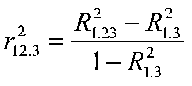 r²₁₂.₃ = (R²₁.₂₃ − R²₁.₃) / (1 − R²₁.₃)